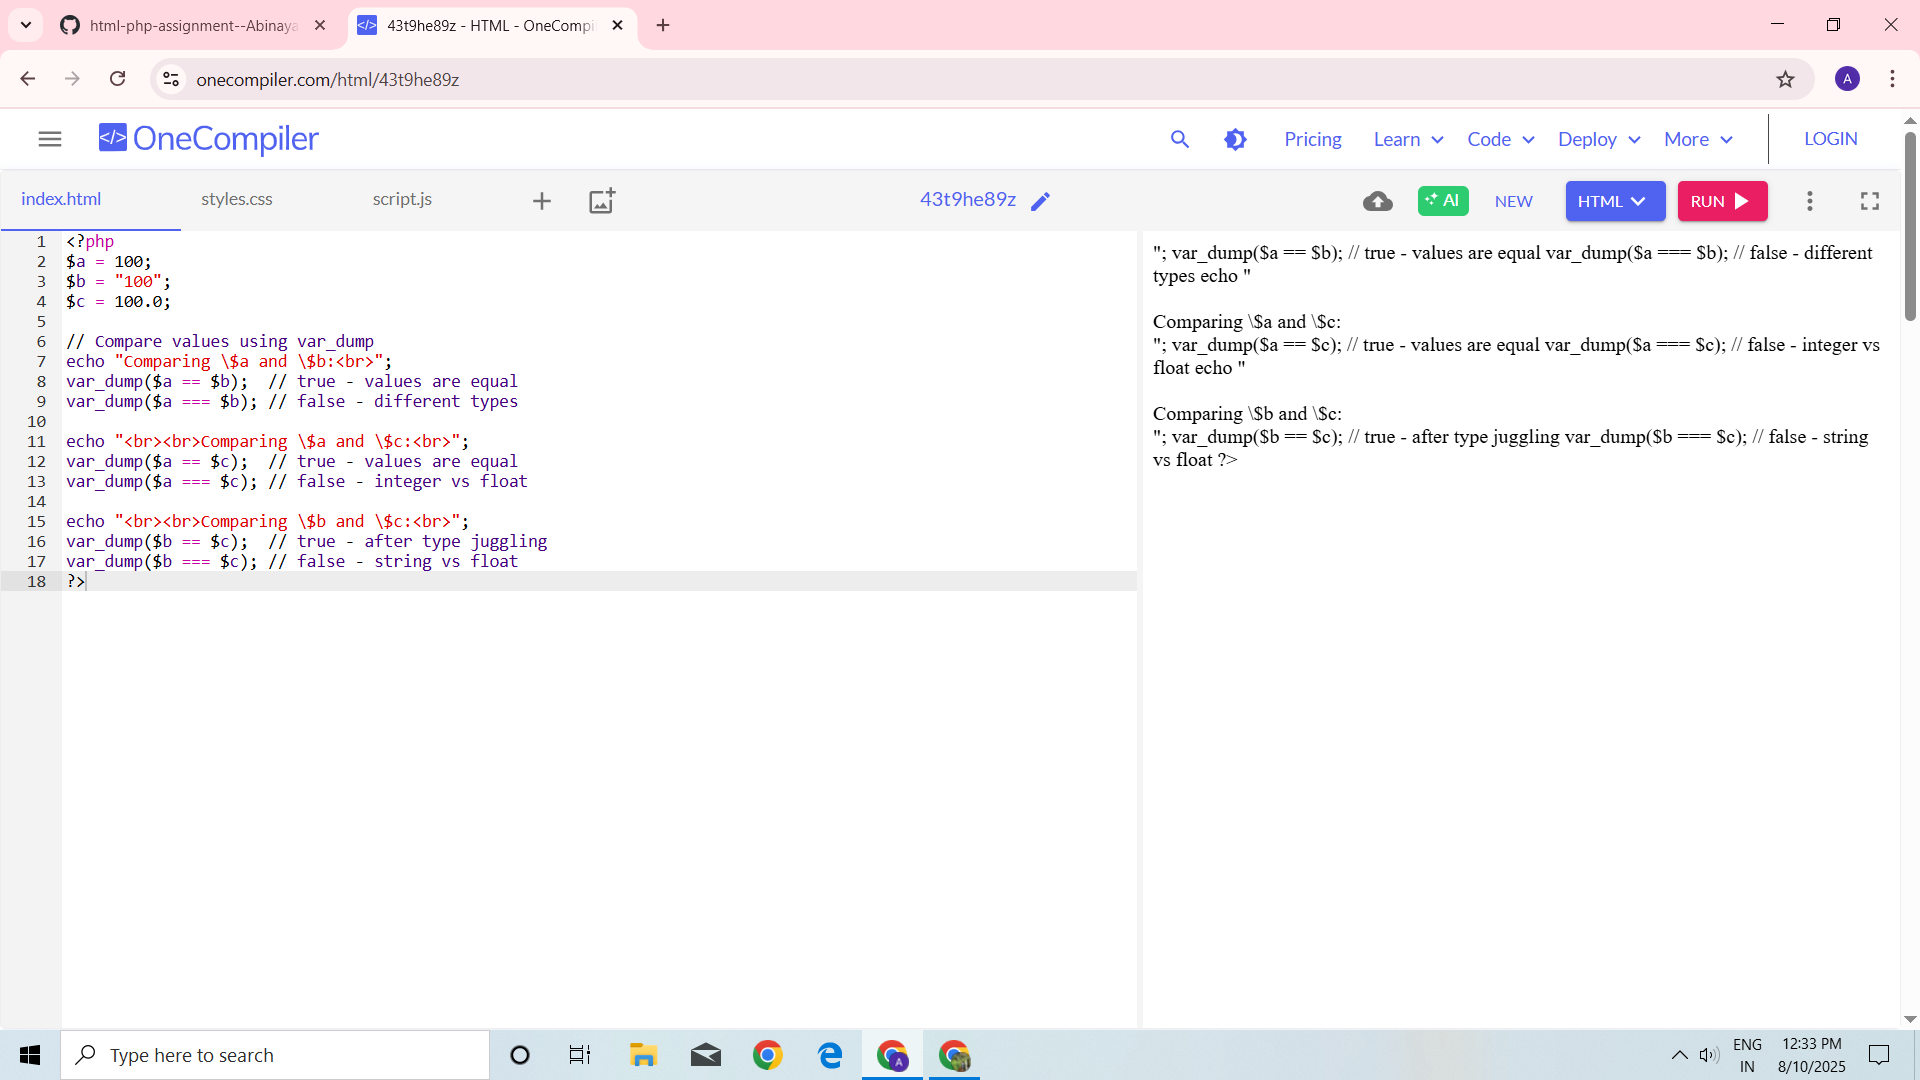 html-php-assignment--Abinaya
43t9he89z - HTML - OneCompi
onecompiler.com/html/43t9he89z
A
</> OneCompiler
Pricing
Learn
Code
Deploy
More
LOGIN
index.html
styles.css
script.js
43t9he89z
AI
NEW
HTML
RUN
1 <?php
2 $a = 100;
3 $b = "100";
4 $c = 100.0;
5
6 // Compare values using var_dump
7 echo "Comparing \$a and \$b:<br>";
8 var_dump($a == $b);  // true - values are equal
9 var_dump($a === $b); // false - different types
10
11 echo "<br><br>Comparing \$a and \$c:<br>";
12 var_dump($a == $c);  // true - values are equal
13 var_dump($a === $c); // false - integer vs float
14
15 echo "<br><br>Comparing \$b and \$c:<br>";
16 var_dump($b == $c);  // true - after type juggling
17 var_dump($b === $c); // false - string vs float
18 ?>
"; var_dump($a == $b); // true - values are equal var_dump($a === $b); // false - different
types echo "
Comparing \$a and \$c:
"; var_dump($a == $c); // true - values are equal var_dump($a === $c); // false - integer vs
float echo "
Comparing \$b and \$c:
"; var_dump($b == $c); // true - after type juggling var_dump($b === $c); // false - string
vs float ?>
Type here to search
A
ENG
IN
12:33 PM
8/10/2025